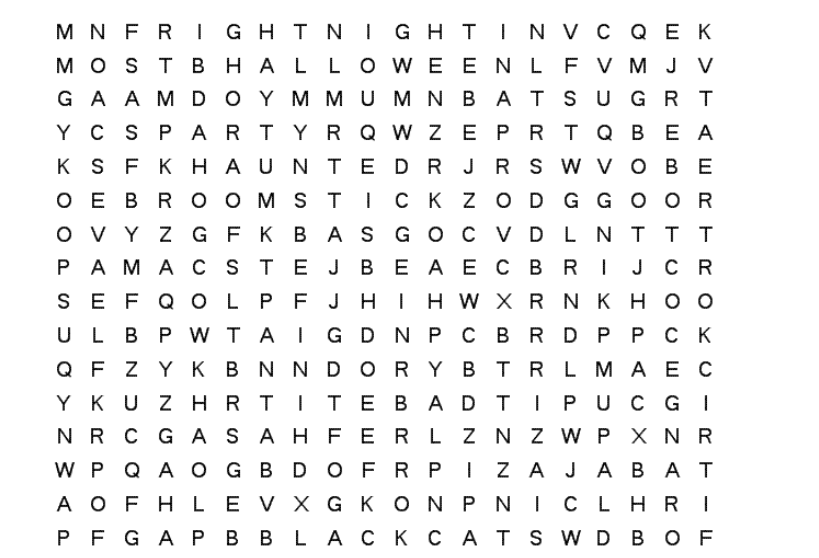 M N F R I G H T N I G H T I N V C Q E K
M O S T B H A L L O W E E N L F V M J V
G A A M D O Y M M U M N B A T S U G R T
Y C S P A R T Y R Q W Z E P R T Q B E A
K S F K H A U N T E D R J R S W V O B E
O E B R O O M S T I C K Z O D G G O O R
O V Y Z G F K B A S G O C V D L N T T T
P A M A C S T E J B E A E C B R I J C R
S E F Q O L P F J H I H W X R N K H O O
U L B P W T A I G D N P C B R D P P C K
Q F Z Y K B N N D O R Y B T R L M A E C
Y K U Z H R T I T E B A D T I P U C G I
N R C G A S A H F E R L Z N Z W P X N R
W P Q A O G B D O F R P I Z A J A B A T
A O F H L E V X G K O N P N I C L H R I
P F G A P B B L A C K C A T S W D B O F